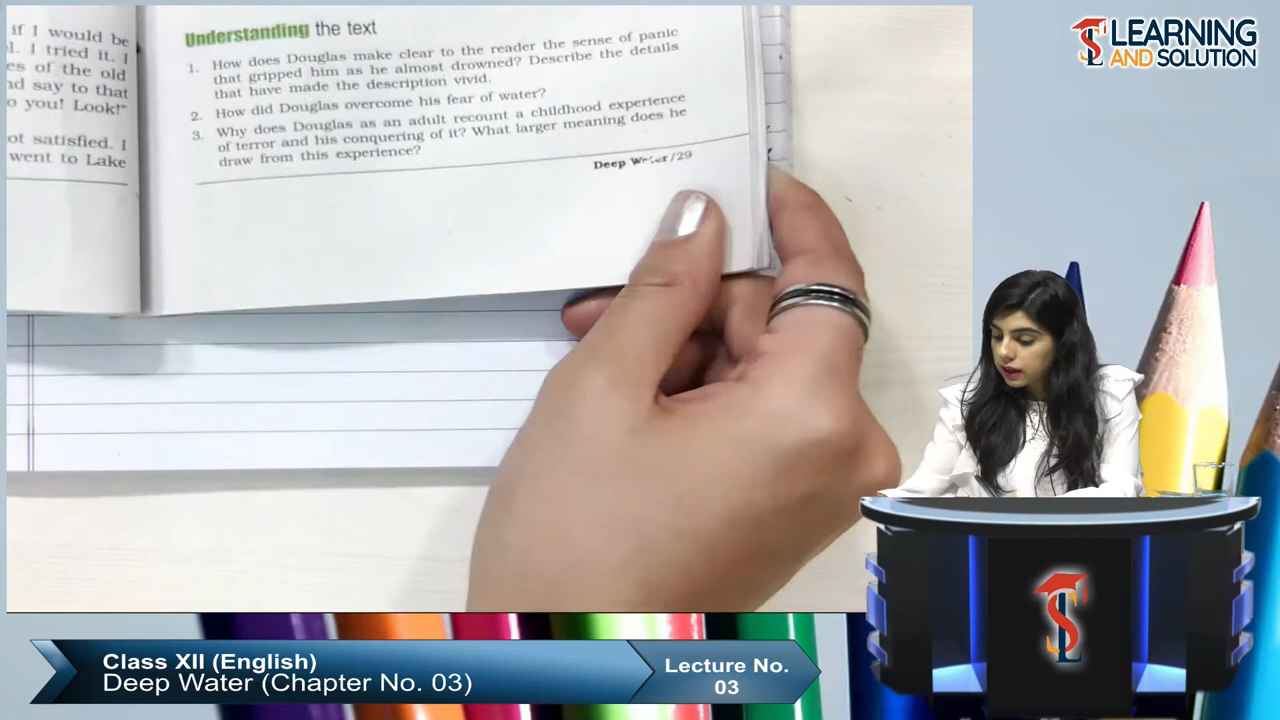 if I would be
I. I tried it. I
es of the old
nd say to that
o you! Look!"
ot satisfied. I
went to Lake
Understanding the text
1. How does Douglas make clear to the reader the sense of panic
that gripped him as he almost drowned? Describe the details
that have made the description vivid.
2. How did Douglas overcome his fear of water?
3. Why does Douglas as an adult recount a childhood experience
of terror and his conquering of it? What larger meaning does he
draw from this experience?
Deep Water/29
LEARNING
AND SOLUTION
Class XII (English)
Deep Water (Chapter No. 03)
Lecture No.
03